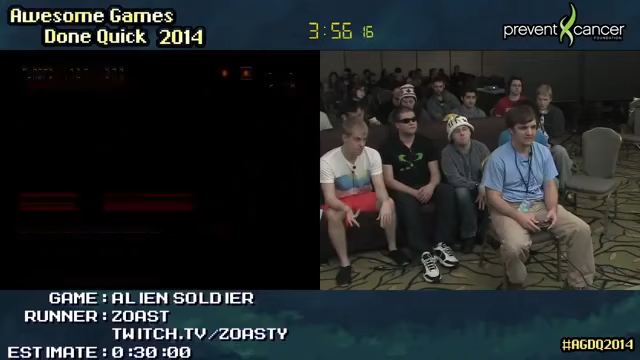 Awesome Games
Done Quick 2014
3:56 16
prevent cancer
FOUNDATION
GAME: ALIEN SOLDIER
RUNNER: ZOAST
TWITCH.TV/ZOASTY
ESTIMATE: 0:30:00
#AGDQ2014